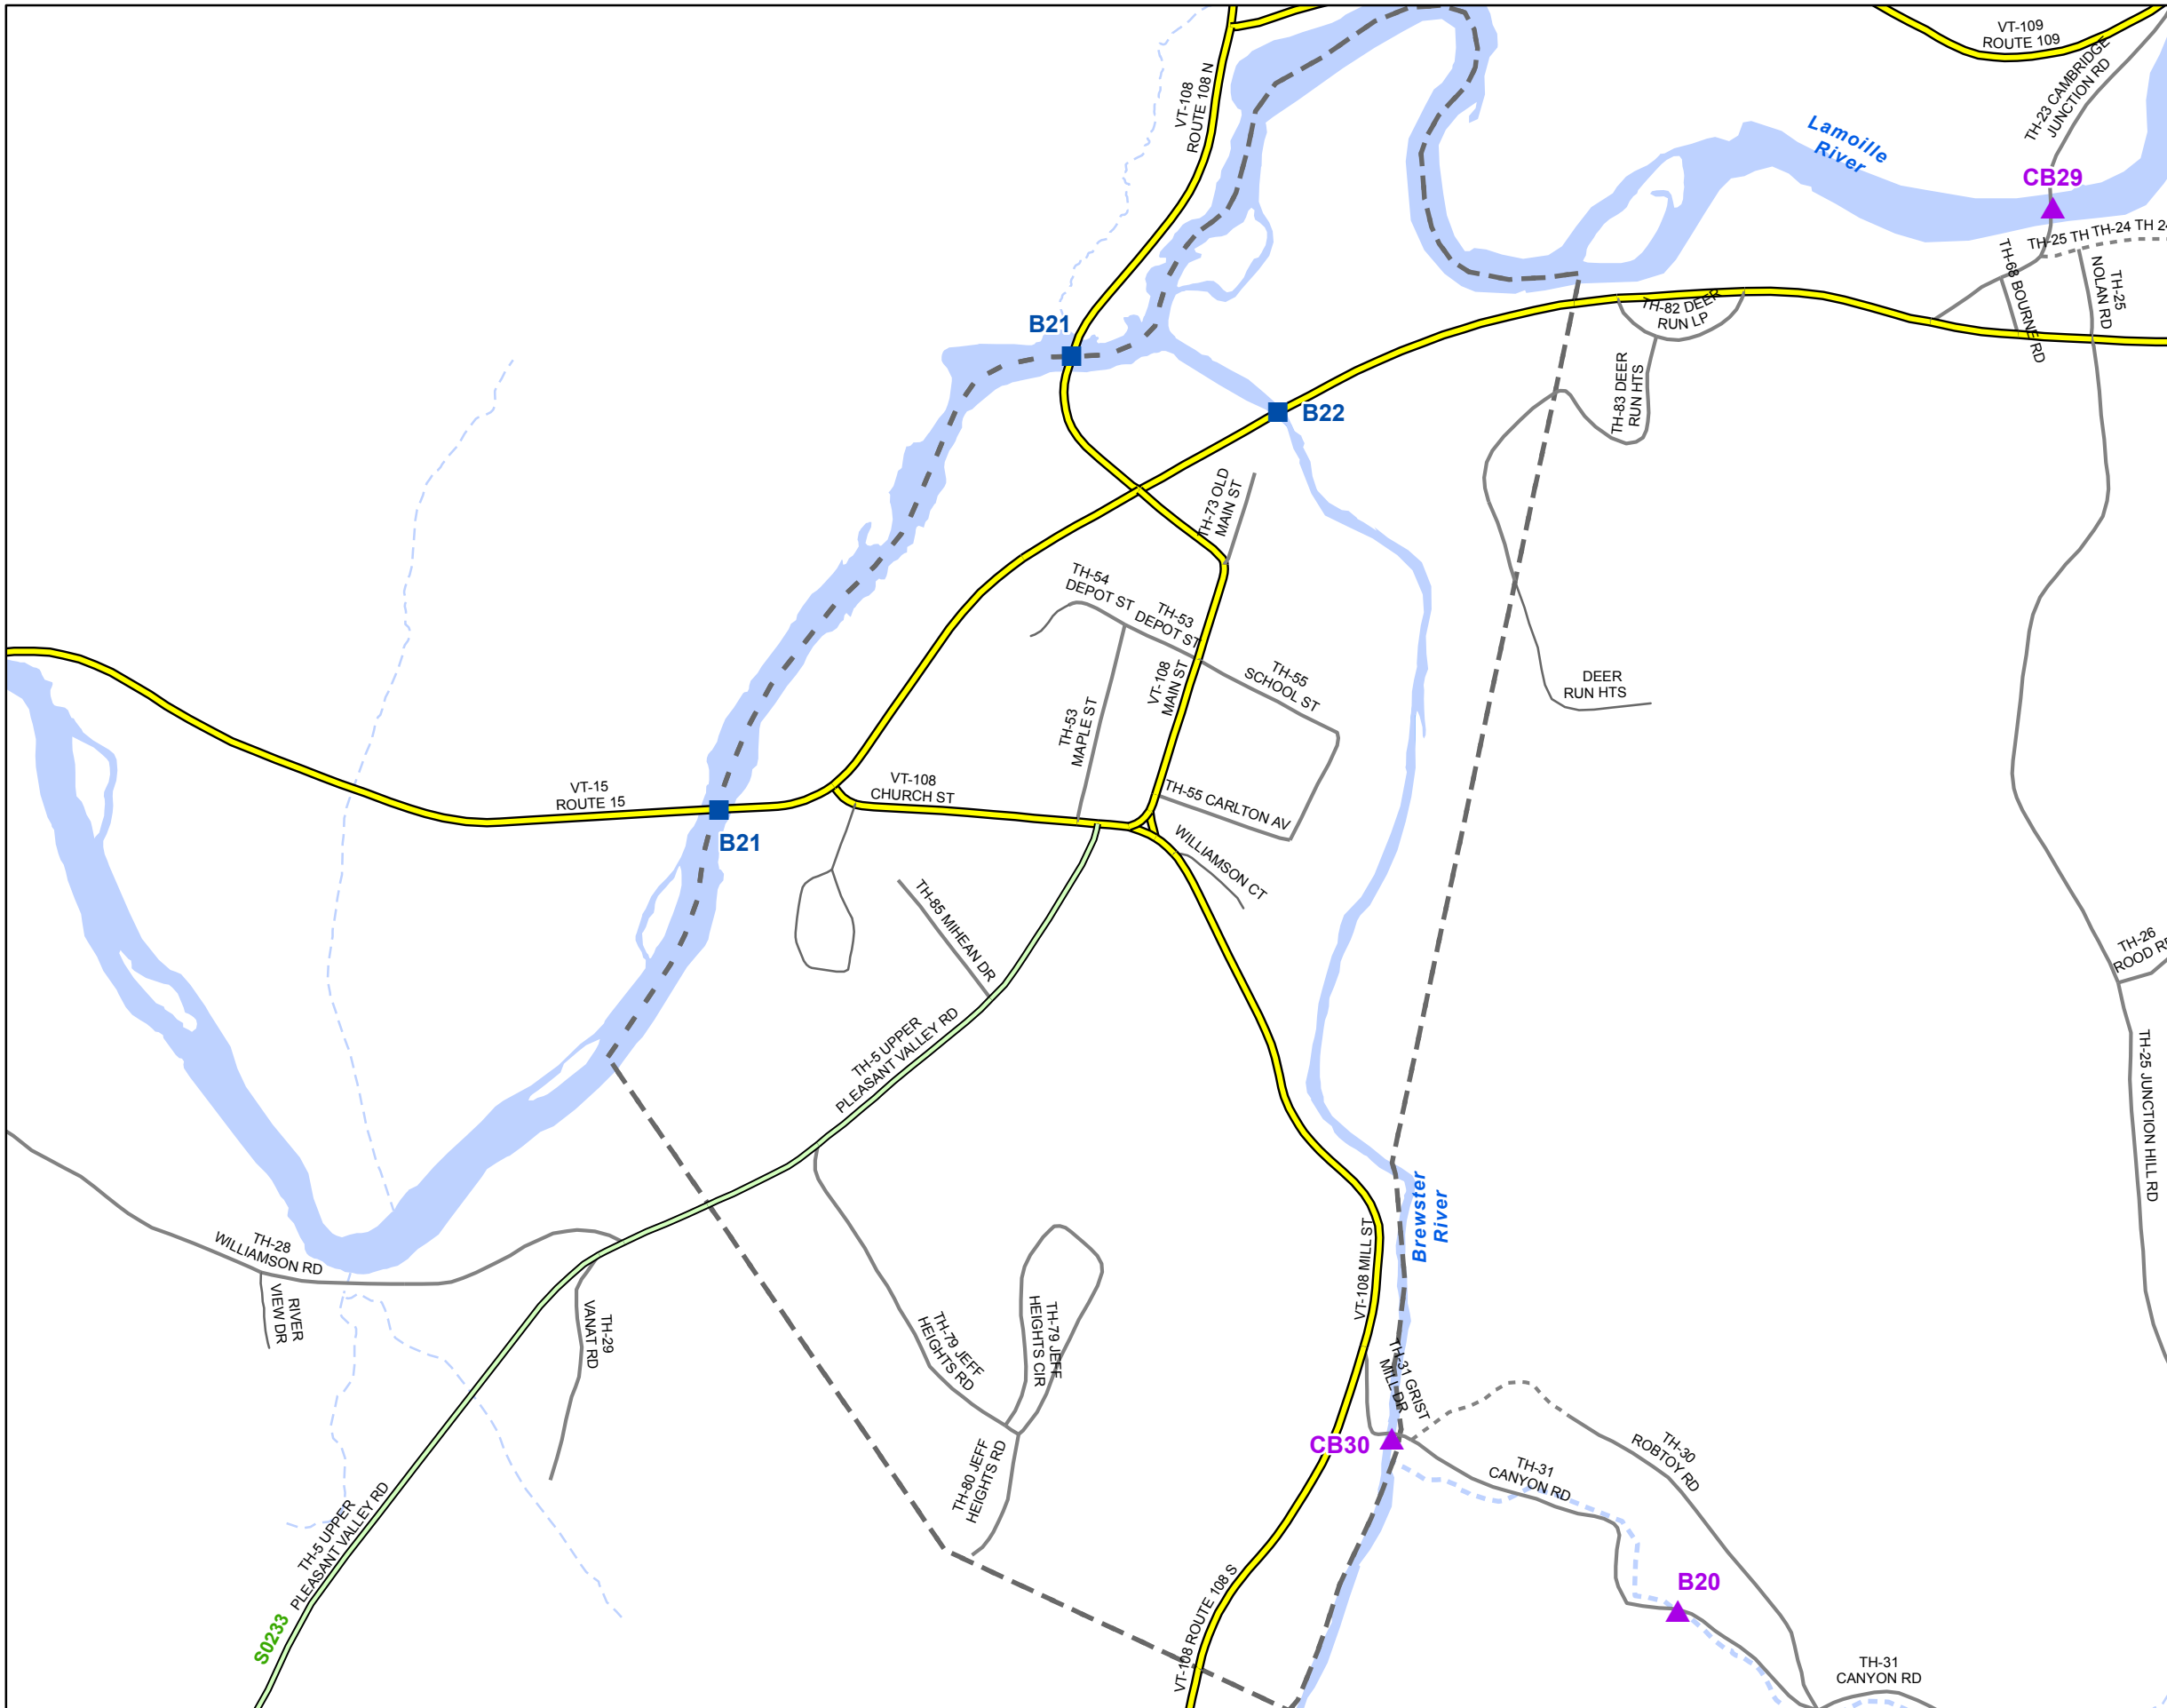 VT-109
ROUTE 109
TH-23 CAMBRIDGE
JUNCTION RD
VT-108
ROUTE 108 N
Lamoille
River
CB29
TH-25 TH TH-24 TH 24
TH-68 BOURNE RD
TH-25
NOLAN RD
TH-82 DEER
RUN LP
B21
TH-83 DEER
RUN HTS
B22
TH-73 OLD
MAIN ST
TH-54
DEPOT ST
TH-53
DEPOT ST
TH-55
SCHOOL ST
VT-108
MAIN ST
DEER
RUN HTS
TH-53
MAPLE ST
VT-15
ROUTE 15
VT-108
CHURCH ST
TH-55 CARLTON AV
B21
WILLIAMSON CT
TH-85 MIHEAN DR
TH-26
ROOD RD
TH-5 UPPER
PLEASANT VALLEY RD
TH-25 JUNCTION HILL RD
Brewster
River
TH-28
WILLIAMSON RD
RIVER
VIEW DR
VT-108 MILL ST
TH-29
VANAT RD
TH-79 JEFF
HEIGHTS RD
TH-79 JEFF
HEIGHTS CIR
TH-31 GRIST
MILL DR
CB30
TH-30
ROBTOY RD
TH-80 JEFF
HEIGHTS RD
TH-31
CANYON RD
TH-5 UPPER
PLEASANT VALLEY RD
B20
S0233
VT-108 ROUTE 108 S
TH-31
CANYON RD